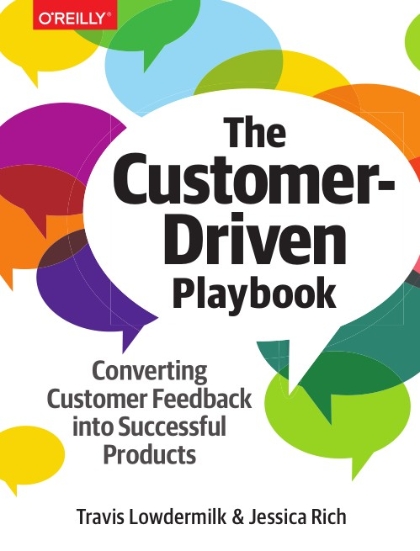 O'REILLY®
The
Customer-
Driven
Playbook
Converting
Customer Feedback
into Successful
Products
Travis Lowdermilk & Jessica Rich